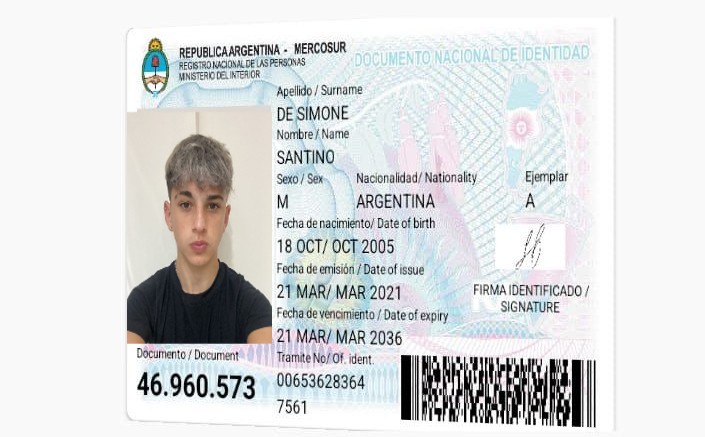 REPUBLICA ARGENTINA - MERCOSUR
REGISTRO NACIONAL DE LAS PERSONAS
MINISTERIO DEL INTERIOR
DOCUMENTO NACIONAL DE IDENTIDAD
Apellido / Surname
DE SIMONE
Nombre / Name
SANTINO
Sexo / Sex Nacionalidad/ Nationality Ejemplar
M ARGENTINA A
Fecha de nacimiento/ Date of birth
18 OCT/ OCT 2005
Fecha de emisión / Date of issue
21 MAR/ MAR 2021
FIRMA IDENTIFICADO /
SIGNATURE
Fecha de vencimiento / Date of expiry
21 MAR/ MAR 2036
Documento / Document
46.960.573
Tramite No/ Of. ident.
00653628364
7561